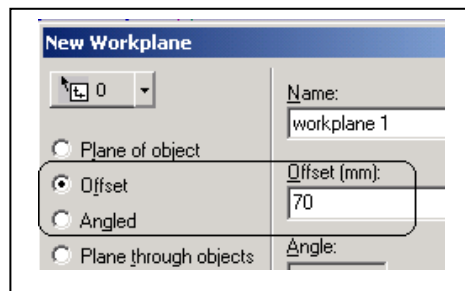 New Workplane
0
Name:
workplane 1
Plane of object
Offset
Offset (mm):
70
Angled
Plane through objects
Angle: